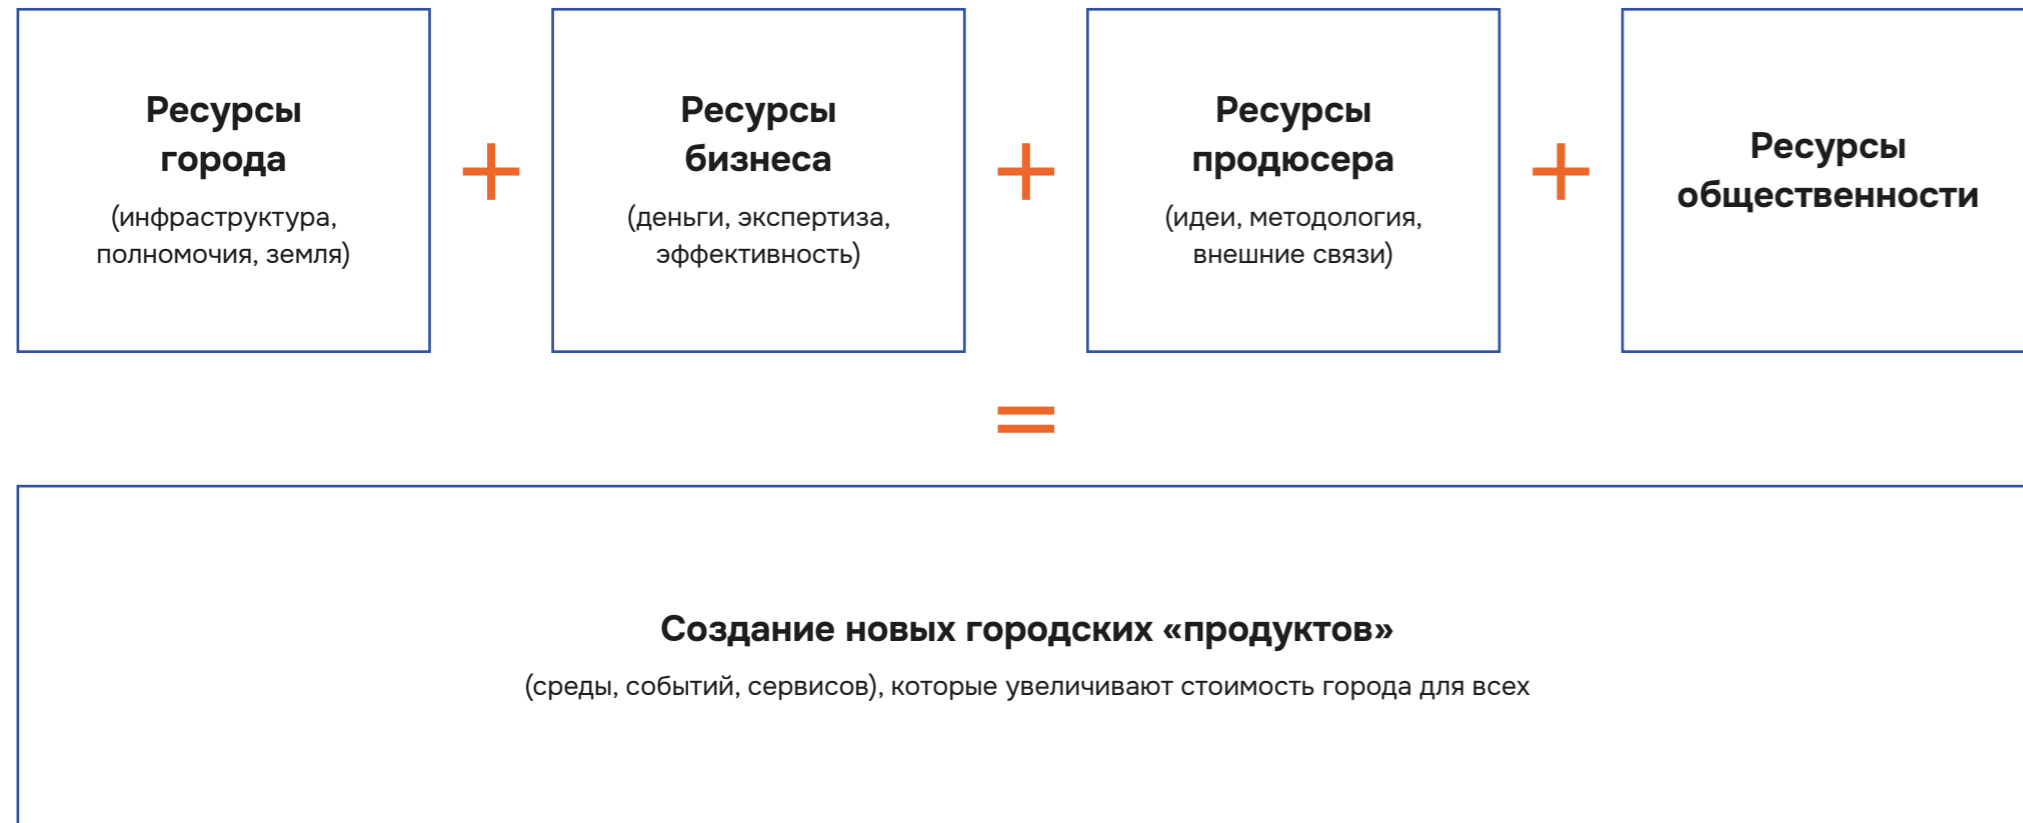 Ресурсы
города
(инфраструктура,
полномочия, земля)
+
Ресурсы
бизнеса
(деньги, экспертиза,
эффективность)
+
Ресурсы
продюсера
(идеи, методология,
внешние связи)
+
Ресурсы
общественности
=
Создание новых городских «продуктов»
(среды, событий, сервисов), которые увеличивают стоимость города для всех